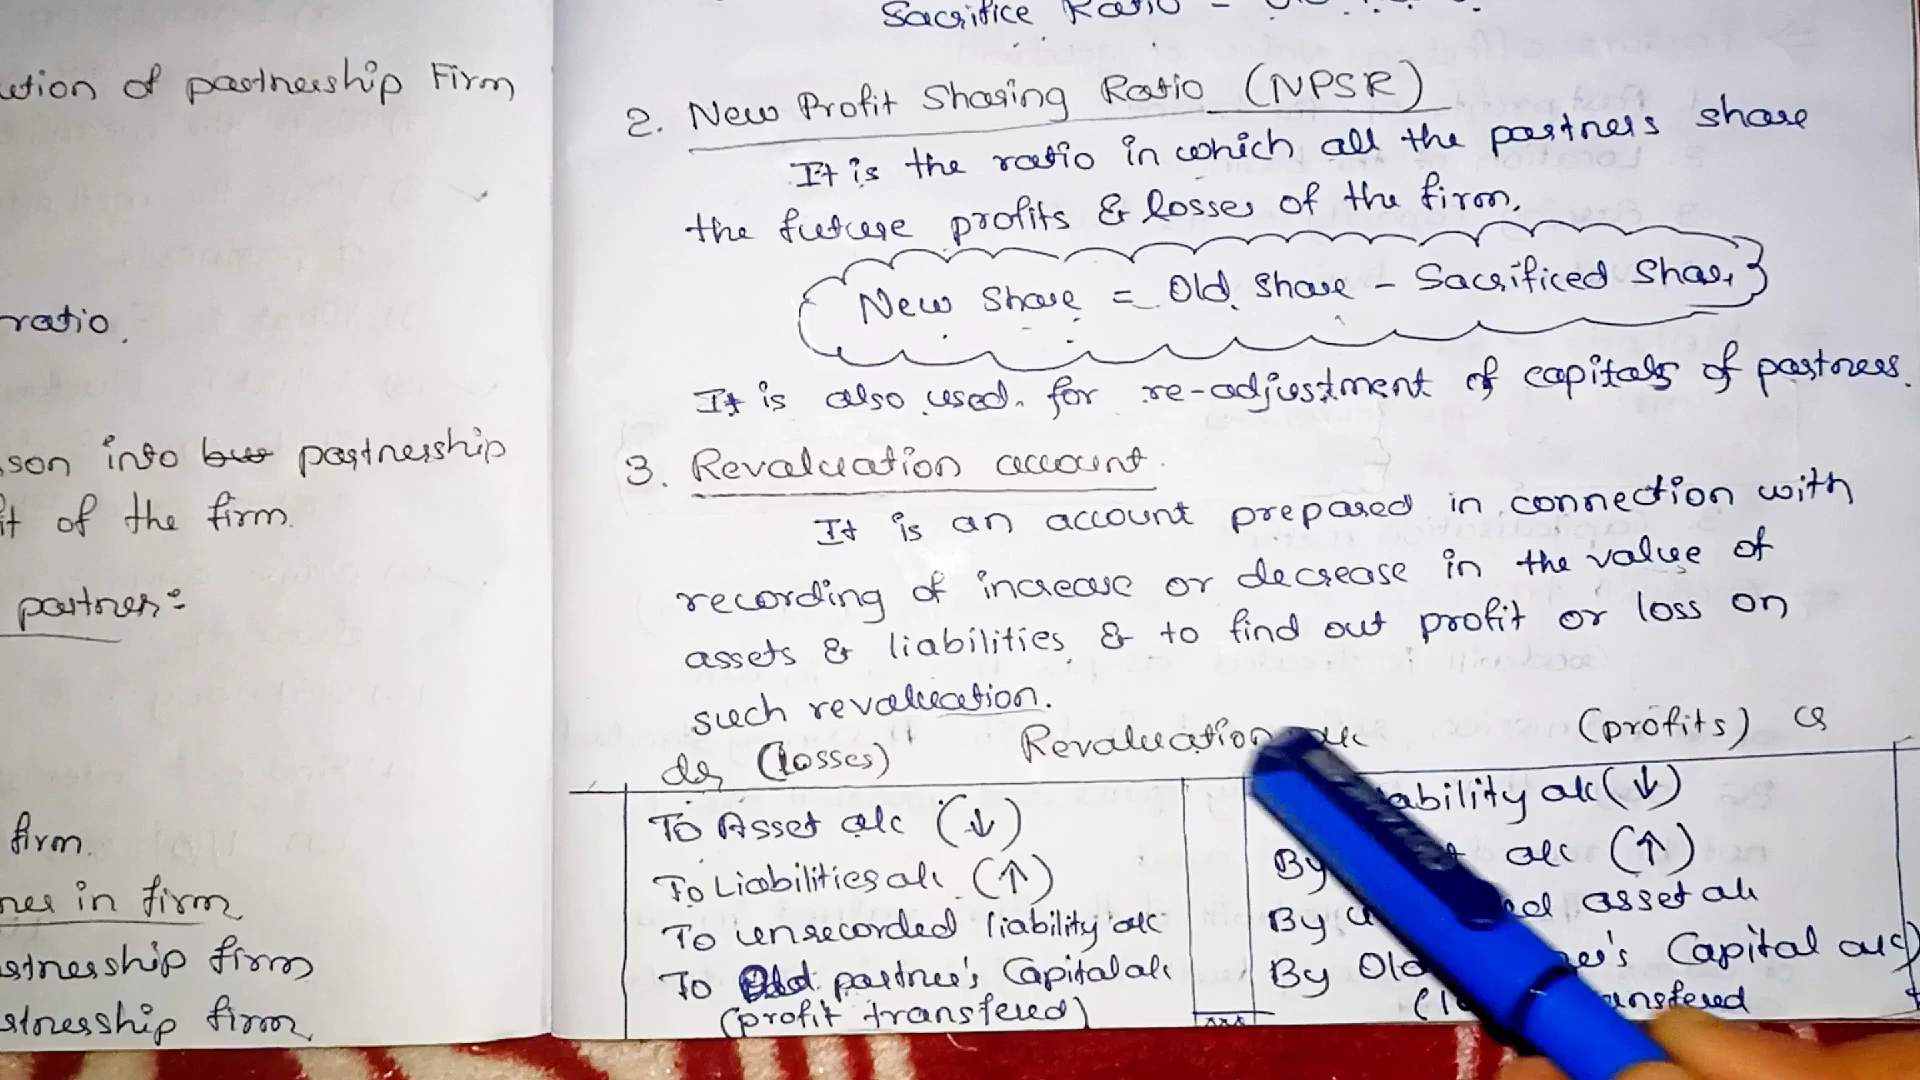 ution of partnership Firm
ratio.
son into partnership
it of the firm.
partner:-
firm.
ner in firm
rtnership firm
rtnership firm
Sacrifice Ratio -
2. New Profit Sharing Ratio (NPSR)
It is the ratio in which all the partners share
the future profits & losses of the firm.
New Share = Old Share - Sacrificed Share
It is also used for re-adjustment of capitals of partners.
3. Revaluation account.
It is an account prepared in connection with
recording of increase or decrease in the value of
assets & liabilities & to find out profit or loss on
such revaluation.
dr (losses) Revaluation a/c (profits) cr
To Asset a/c (↓)
To Liabilities a/c (↑)
To unrecorded liability a/c
To Old partner's Capital a/c
(profit transfered)
ability a/c (↓)
By a/c (↑)
By ed asset a/c
By Old er's Capital a/c)
ansfered